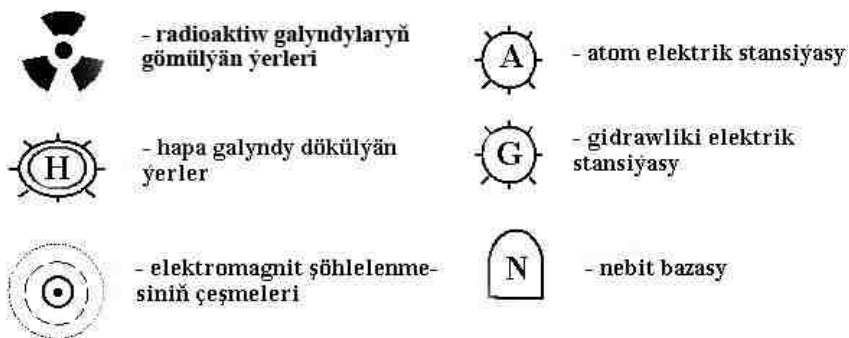 - radioaktiw galyndylaryň
gömülýän ýerleri
H
- hapa galyndy dökülýän
ýerler
- elektromagnit şöhlelenme-
siniň çeşmeleri
A
- atom elektrik stansiýasy
G
- gidrawliki elektrik
stansiýasy
N
- nebit bazasy